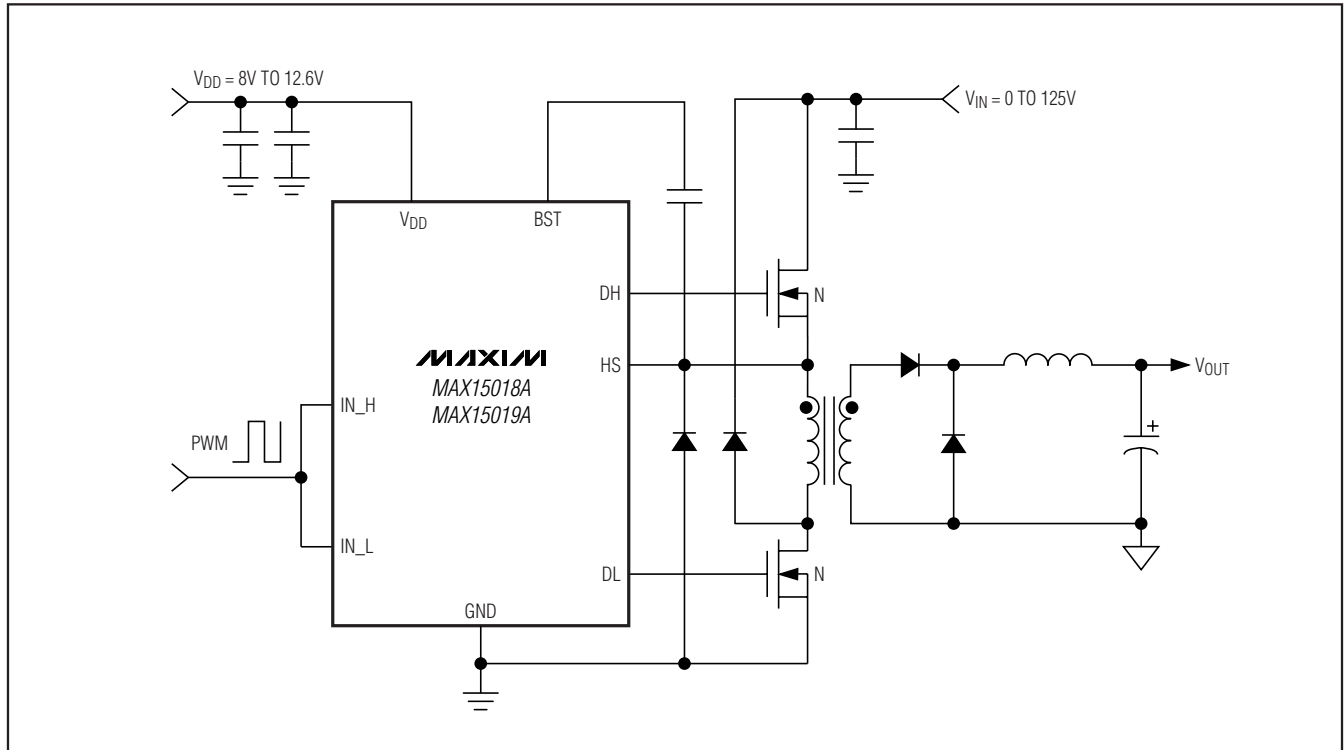 V_DD = 8V TO 12.6V
V_IN = 0 TO 125V
V_DD
BST
DH
N
MAXIM
MAX15018A
MAX15019A
HS
V_OUT
IN_H
PWM
+
IN_L
DL
N
GND